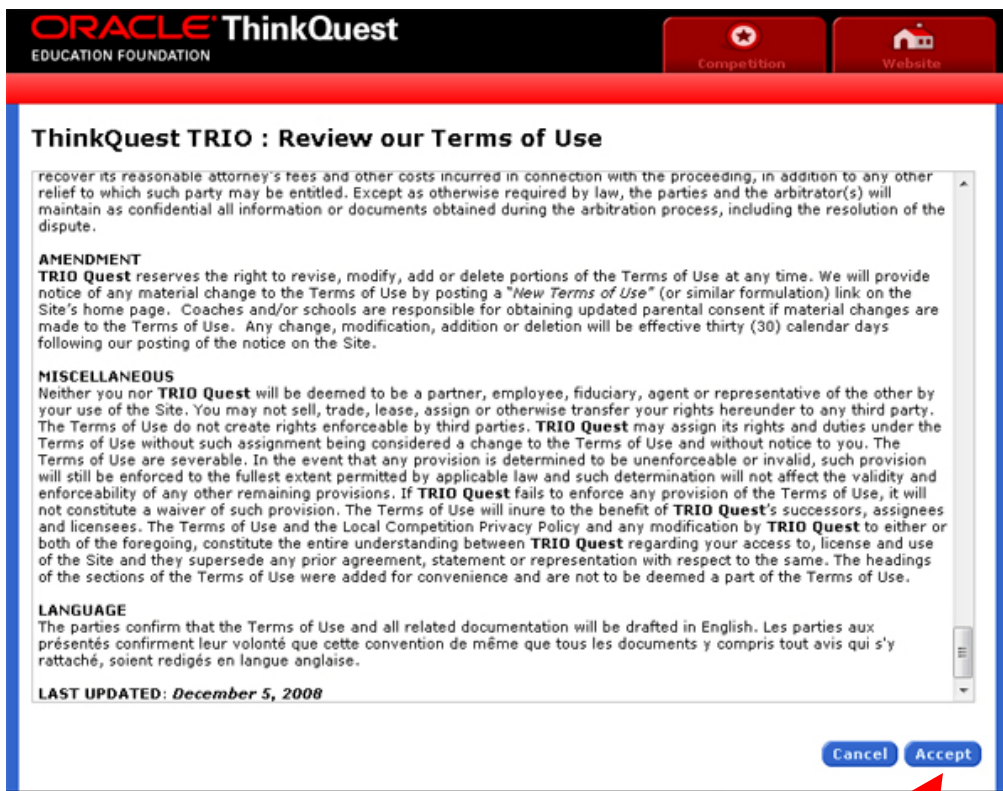 ORACLE ThinkQuest
EDUCATION FOUNDATION
Competition
Website
ThinkQuest TRIO : Review our Terms of Use
recover its reasonable attorney's fees and other costs incurred in connection with the proceeding, in addition to any other
relief to which such party may be entitled. Except as otherwise required by law, the parties and the arbitrator(s) will
maintain as confidential all information or documents obtained during the arbitration process, including the resolution of the
dispute.
AMENDMENT
TRIO Quest reserves the right to revise, modify, add or delete portions of the Terms of Use at any time. We will provide
notice of any material change to the Terms of Use by posting a "New Terms of Use" (or similar formulation) link on the
Site's home page. Coaches and/or schools are responsible for obtaining updated parental consent if material changes are
made to the Terms of Use. Any change, modification, addition or deletion will be effective thirty (30) calendar days
following our posting of the notice on the Site.
MISCELLANEOUS
Neither you nor TRIO Quest will be deemed to be a partner, employee, fiduciary, agent or representative of the other by
your use of the Site. You may not sell, trade, lease, assign or otherwise transfer your rights hereunder to any third party.
The Terms of Use do not create rights enforceable by third parties. TRIO Quest may assign its rights and duties under the
Terms of Use without such assignment being considered a change to the Terms of Use and without notice to you. The
Terms of Use are severable. In the event that any provision is determined to be unenforceable or invalid, such provision
will still be enforced to the fullest extent permitted by applicable law and such determination will not affect the validity and
enforceability of any other remaining provisions. If TRIO Quest fails to enforce any provision of the Terms of Use, it will
not constitute a waiver of such provision. The Terms of Use will inure to the benefit of TRIO Quest's successors, assignees
and licensees. The Terms of Use and the Local Competition Privacy Policy and any modification by TRIO Quest to either or
both of the foregoing, constitute the entire understanding between TRIO Quest regarding your access to, license and use
of the Site and they supersede any prior agreement, statement or representation with respect to the same. The headings
of the sections of the Terms of Use were added for convenience and are not to be deemed a part of the Terms of Use.
LANGUAGE
The parties confirm that the Terms of Use and all related documentation will be drafted in English. Les parties aux
présentés confirment leur volonté que cette convention de même que tous les documents y compris tout avis qui s'y
rattaché, soient redigés en langue anglaise.
LAST UPDATED: December 5, 2008
Cancel Accept